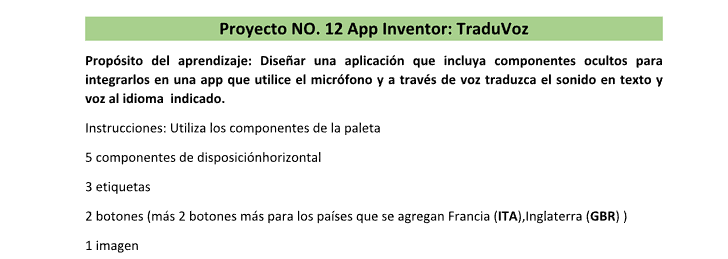 Proyecto NO. 12 App Inventor: TraduVoz
Propósito del aprendizaje: Diseñar una aplicación que incluya componentes ocultos para
integrarlos en una app que utilice el micrófono y a través de voz traduzca el sonido en texto y
voz al idioma indicado.
Instrucciones: Utiliza los componentes de la paleta
5 componentes de disposiciónhorizontal
3 etiquetas
2 botones (más 2 botones más para los países que se agregan Francia (ITA),Inglaterra (GBR) )
1 imagen